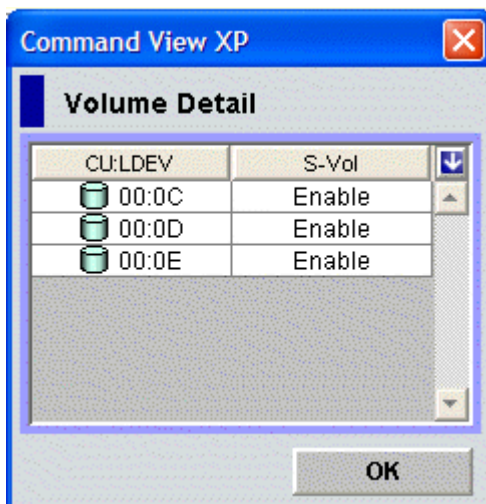 Command View XP
Volume Detail
CU:LDEV S-Vol
00:0C Enable
00:0D Enable
00:0E Enable
OK